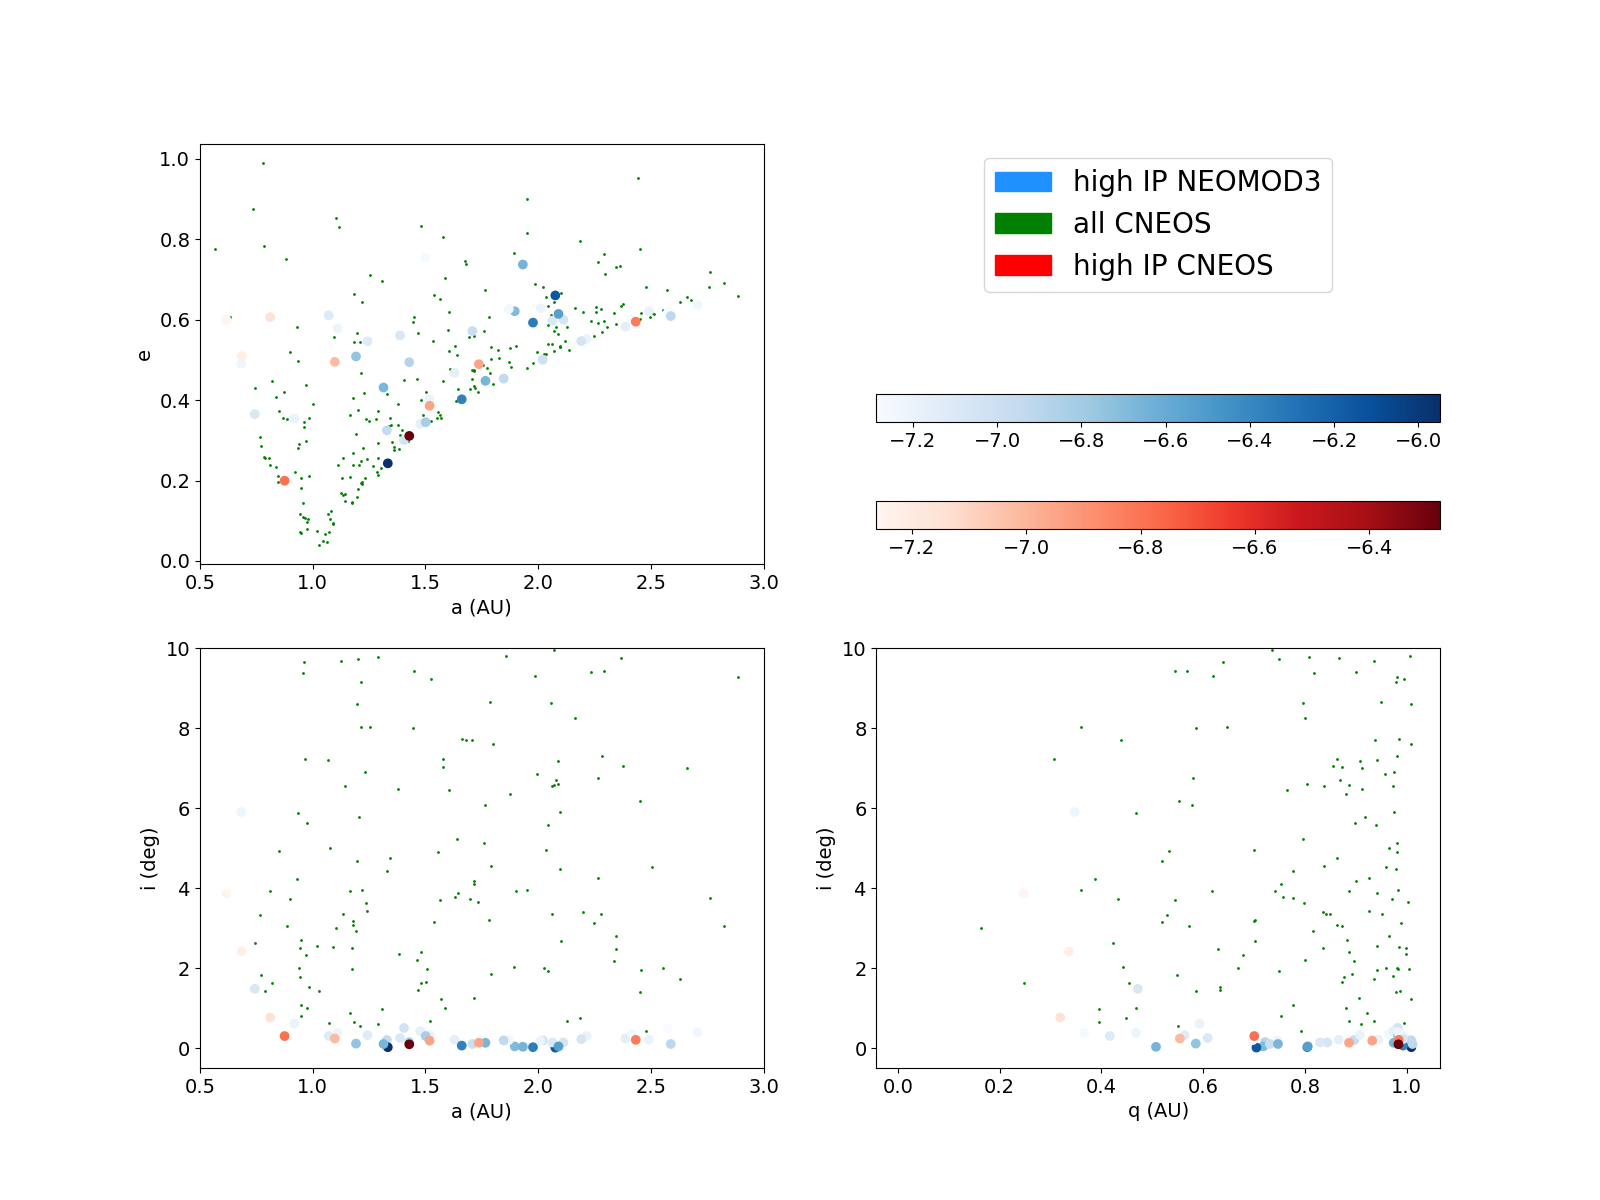 1.0
0.8
0.6
0.4
0.2
0.0
e
0.5 1.0 1.5 2.0 2.5 3.0
a (AU)
high IP NEOMOD3
all CNEOS
high IP CNEOS
−7.2 −7.0 −6.8 −6.6 −6.4 −6.2 −6.0
−7.2 −7.0 −6.8 −6.6 −6.4
10
8
6
4
2
0
i (deg)
0.5 1.0 1.5 2.0 2.5 3.0
a (AU)
10
8
6
4
2
0
i (deg)
0.0 0.2 0.4 0.6 0.8 1.0
q (AU)